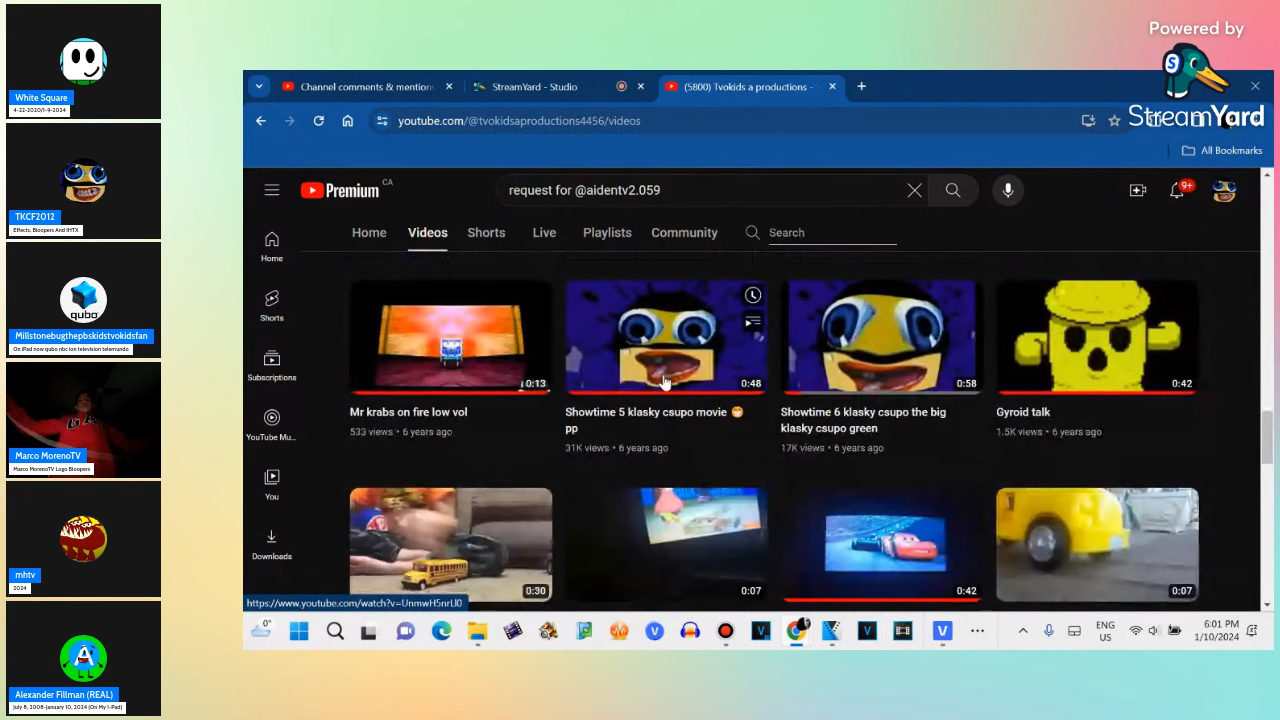 White Square
4-22-2020/1-9-2024
TKCF2012
Effects, Bloopers And IHTX
qubo
Millstonebugthepbskidstvokidsfan
On iPad now qubo nbc ion television telemundo
Marco MorenoTV
Marco MorenoTV Logo Bloopers
mhtv
2024
A
Alexander Fillman (REAL)
July 8, 2008-January 10, 2024 (On My I-Pad)
Powered by
S
StreamYard
Channel comments & mentions
StreamYard - Studio
(5800) Tvokids a productions -
youtube.com/@tvokidsaproductions4456/videos
All Bookmarks
Premium CA
request for @aidentv2.059
9+
Home
Videos
Shorts
Live
Playlists
Community
Search
Home
Shorts
Subscriptions
YouTube Mu...
You
Downloads
0:13
0:48
0:58
0:42
Mr krabs on fire low vol
533 views • 6 years ago
Showtime 5 klasky csupo movie 😁
pp
31K views • 6 years ago
Showtime 6 klasky csupo the big
klasky csupo green
17K views • 6 years ago
Gyroid talk
1.5K views • 6 years ago
0:30
0:07
0:42
0:07
https://www.youtube.com/watch?v=UnmwH5nrLI0
0°
ENG
US
6:01 PM
1/10/2024